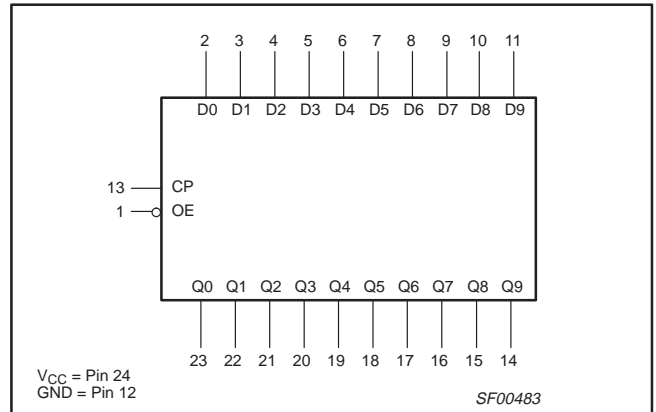 2 3 4 5 6 7 8 9 10 11
D0 D1 D2 D3 D4 D5 D6 D7 D8 D9
13 CP
1 OE
Q0 Q1 Q2 Q3 Q4 Q5 Q6 Q7 Q8 Q9
23 22 21 20 19 18 17 16 15 14
VCC = Pin 24
GND = Pin 12
SF00483